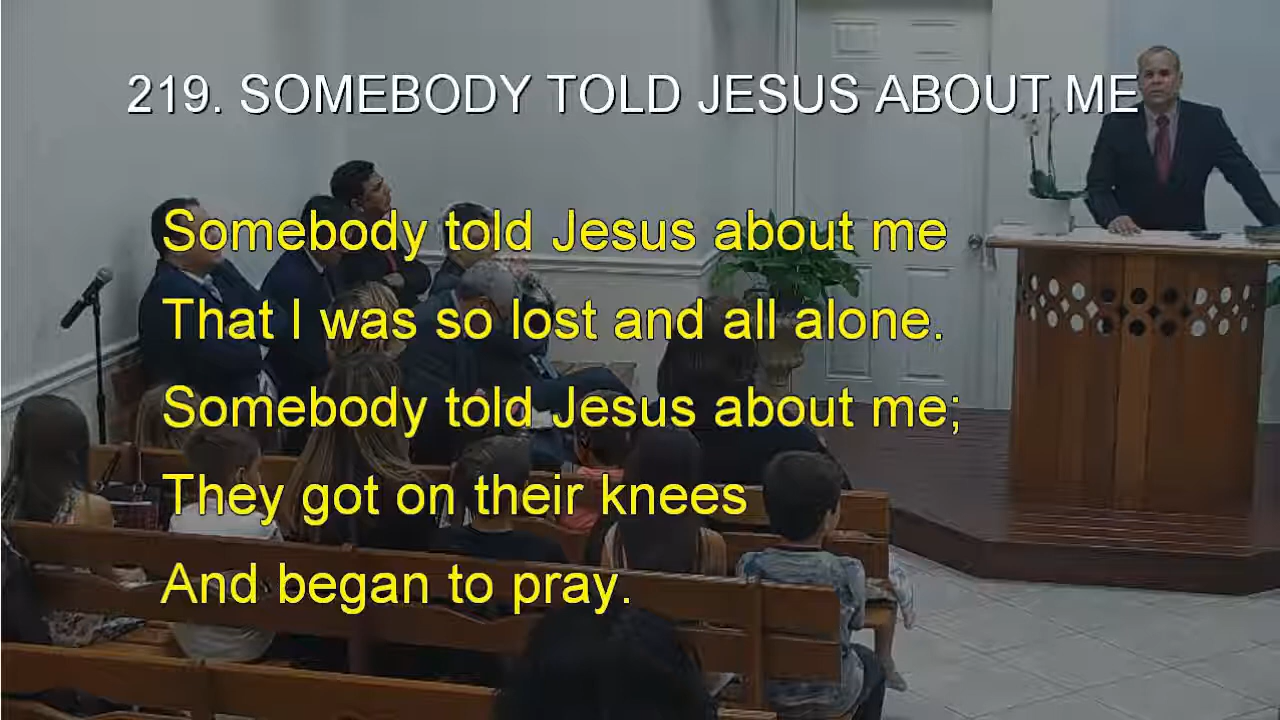 219. SOMEBODY TOLD JESUS ABOUT ME
Somebody told Jesus about me
That I was so lost and all alone.
Somebody told Jesus about me;
They got on their knees
And began to pray.